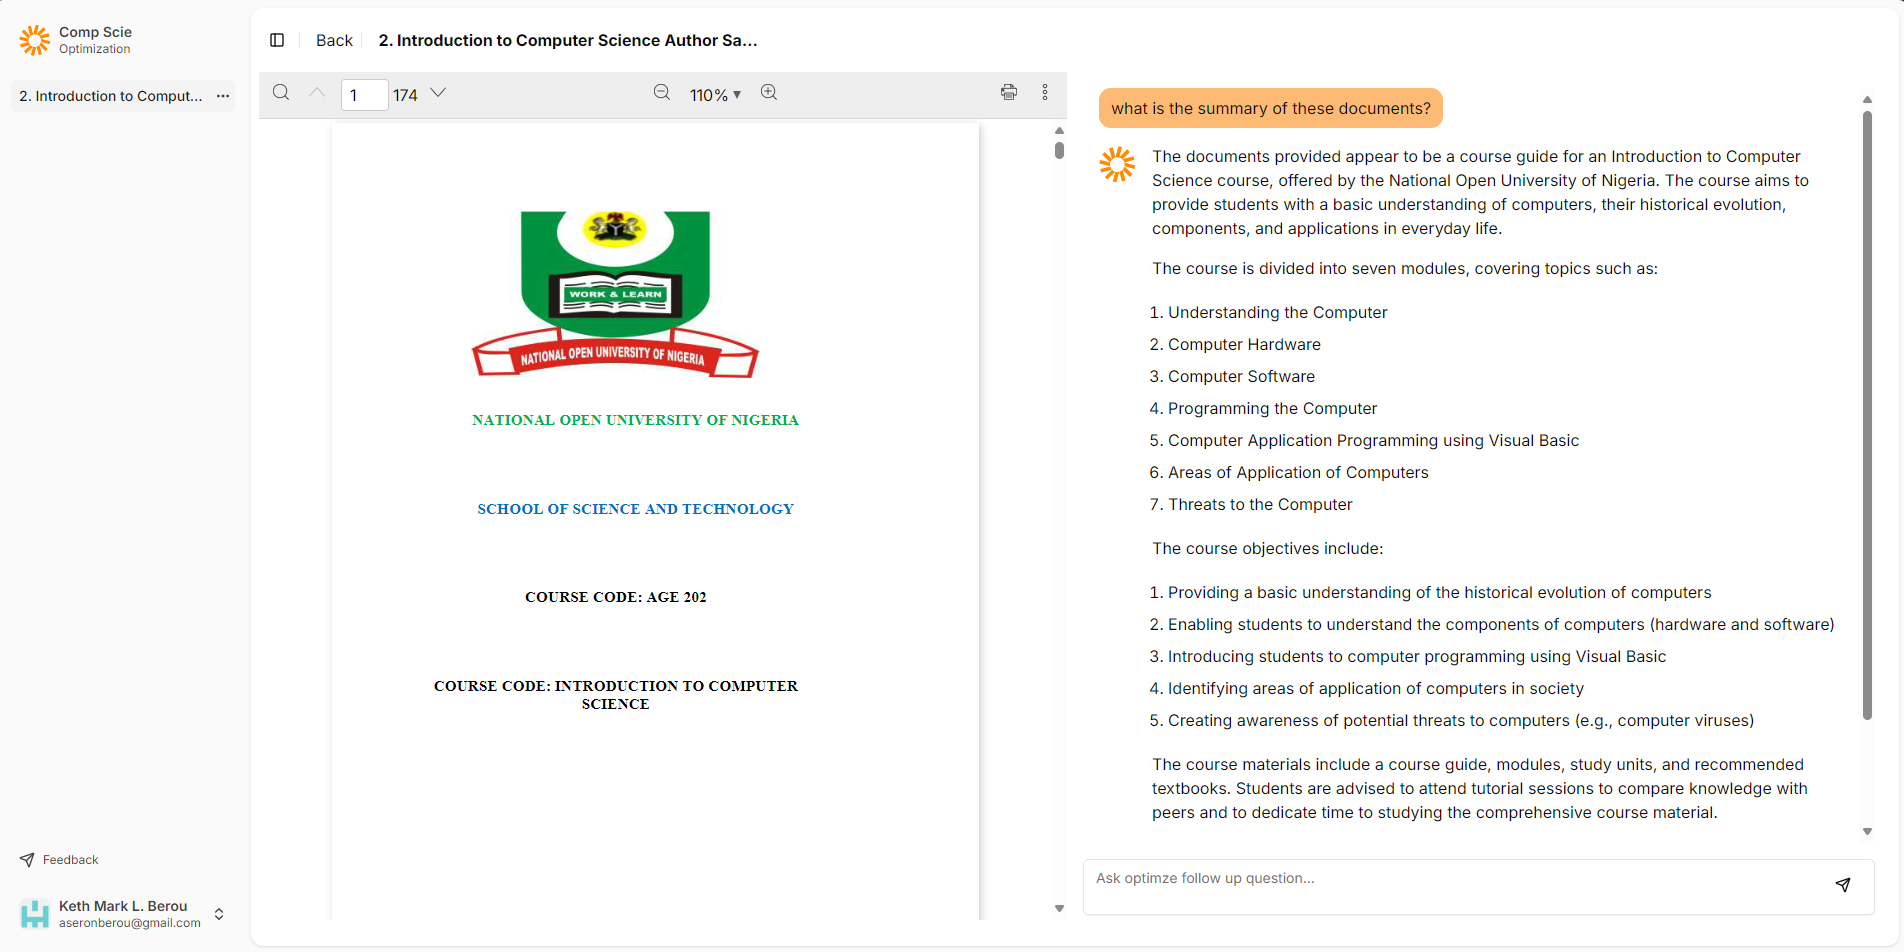 Comp Scie
Optimization
2. Introduction to Comput...
Feedback
Keth Mark L. Berou
aseronberou@gmail.com
Back
2. Introduction to Computer Science Author Sa...
1
174
110%
WORK & LEARN
NATIONAL OPEN UNIVERSITY OF NIGERIA
NATIONAL OPEN UNIVERSITY OF NIGERIA
SCHOOL OF SCIENCE AND TECHNOLOGY
COURSE CODE: AGE 202
COURSE CODE: INTRODUCTION TO COMPUTER
SCIENCE
what is the summary of these documents?
The documents provided appear to be a course guide for an Introduction to Computer
Science course, offered by the National Open University of Nigeria. The course aims to
provide students with a basic understanding of computers, their historical evolution,
components, and applications in everyday life.
The course is divided into seven modules, covering topics such as:
1. Understanding the Computer
2. Computer Hardware
3. Computer Software
4. Programming the Computer
5. Computer Application Programming using Visual Basic
6. Areas of Application of Computers
7. Threats to the Computer
The course objectives include:
1. Providing a basic understanding of the historical evolution of computers
2. Enabling students to understand the components of computers (hardware and software)
3. Introducing students to computer programming using Visual Basic
4. Identifying areas of application of computers in society
5. Creating awareness of potential threats to computers (e.g., computer viruses)
The course materials include a course guide, modules, study units, and recommended
textbooks. Students are advised to attend tutorial sessions to compare knowledge with
peers and to dedicate time to studying the comprehensive course material.
Ask optimze follow up question...